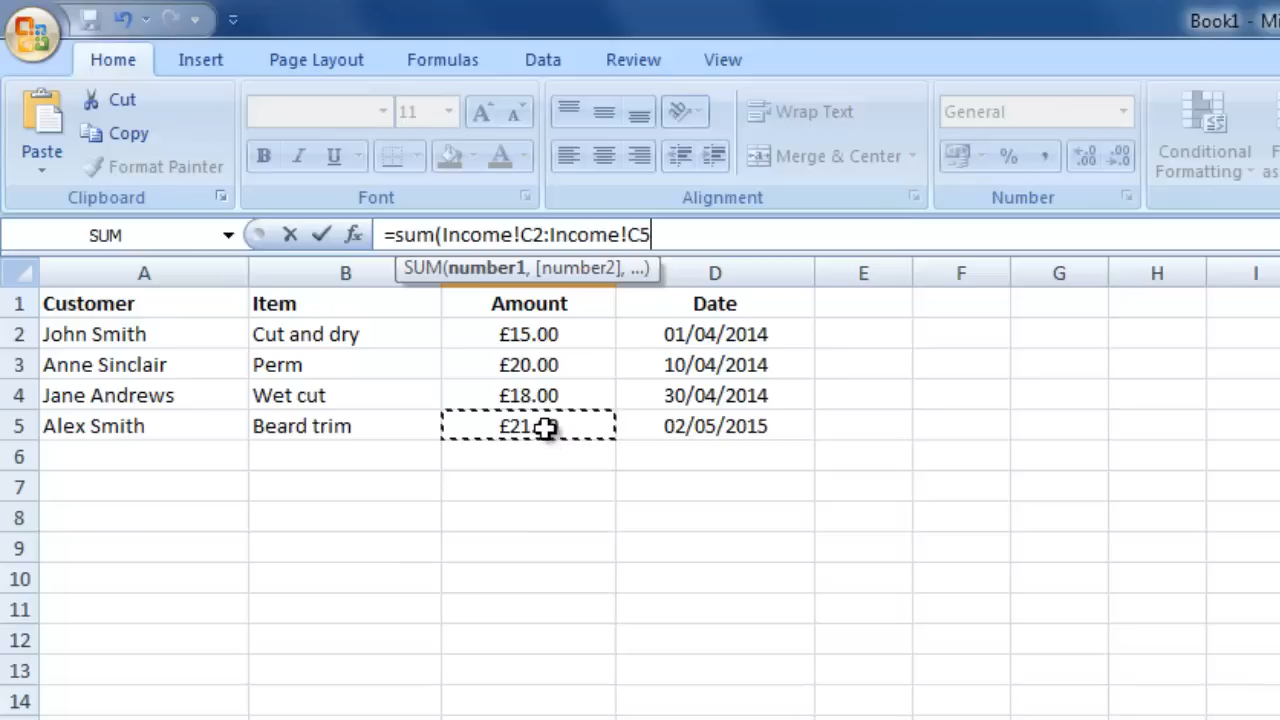 Book1 -
Home Insert Page Layout Formulas Data Review View
Paste
Cut
Copy
Format Painter
Clipboard
11
A A
B I U A
Font
Wrap Text
Merge & Center
Alignment
General
% ,
Number
Conditional
Formatting
SUM fx =sum(Income!C2:Income!C5
SUM(number1, [number2], ...)
A B D E F G H I
1 Customer Item Amount Date
2 John Smith Cut and dry £15.00 01/04/2014
3 Anne Sinclair Perm £20.00 10/04/2014
4 Jane Andrews Wet cut £18.00 30/04/2014
5 Alex Smith Beard trim £21. 02/05/2015
6
7
8
9
10
11
12
13
14